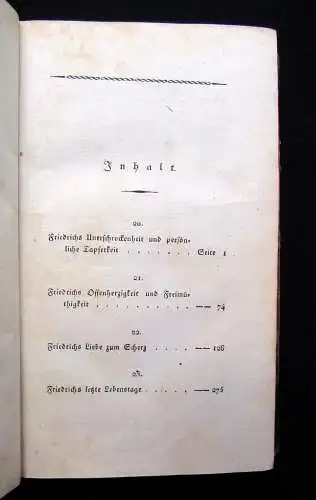 Inhalt.
20.
Friedrichs Unerschrockenheit und persön-
liche Tapferkeit . . . . . . . Seite 1
21.
Friedrichs Offenherzigkeit und Freimü-
thigkeit . . . . . . . . . — 74
22.
Friedrichs Liebe zum Scherz . . . . — 126
23.
Friedrichs letzte Lebenstage . . . . . — 275